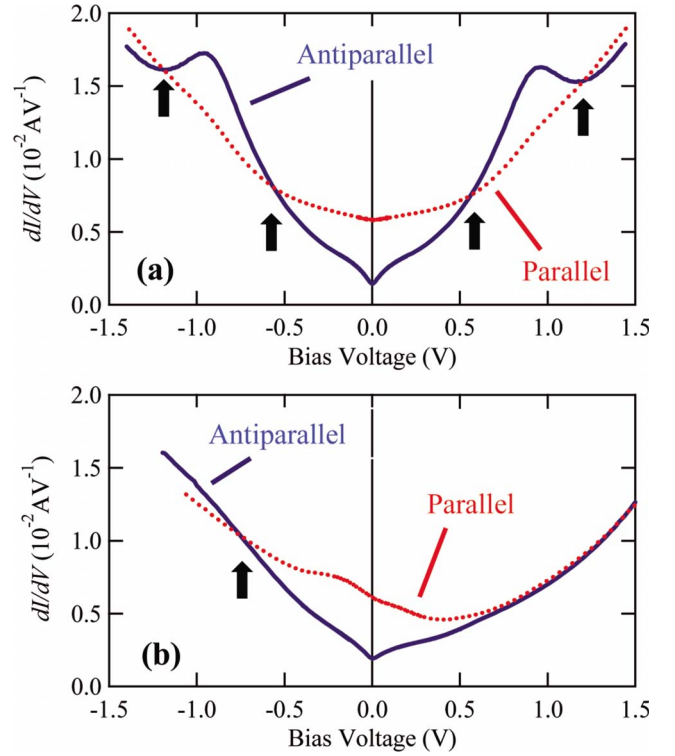 2.0
1.5
1.0
0.5
0.0
dI/dV (10⁻² AV⁻¹)
Antiparallel
Parallel
(a)
-1.5 -1.0 -0.5 0.0 0.5 1.0 1.5
Bias Voltage (V)
2.0
1.5
1.0
0.5
0.0
dI/dV (10⁻² AV⁻¹)
Antiparallel
Parallel
(b)
-1.5 -1.0 -0.5 0.0 0.5 1.0 1.5
Bias Voltage (V)